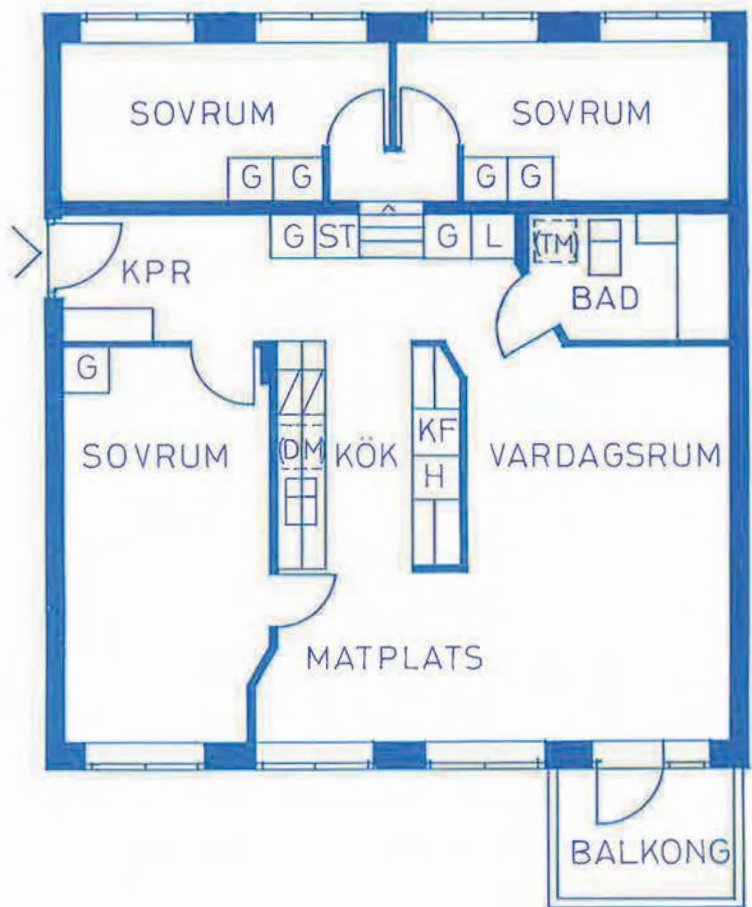 SOVRUM
SOVRUM
G G
G G
G ST
G L
(TM)
KPR
BAD
G
SOVRUM
(DM)
KÖK
KF
H
VARDAGSRUM
MATPLATS
BALKONG